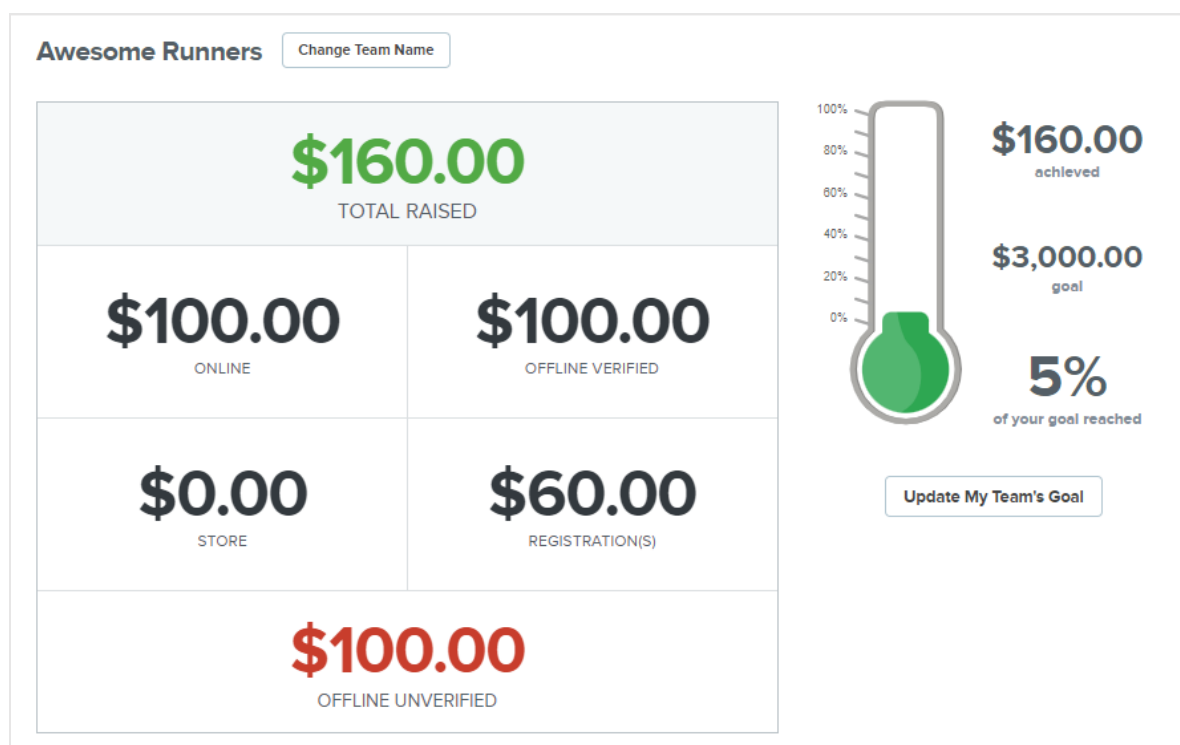 Awesome Runners Change Team Name
$160.00
TOTAL RAISED
$100.00 $100.00
ONLINE OFFLINE VERIFIED
$0.00 $60.00
STORE REGISTRATION(S)
$100.00
OFFLINE UNVERIFIED
100%
80%
60%
40%
20%
0%
$160.00
achieved
$3,000.00
goal
5%
of your goal reached
Update My Team's Goal